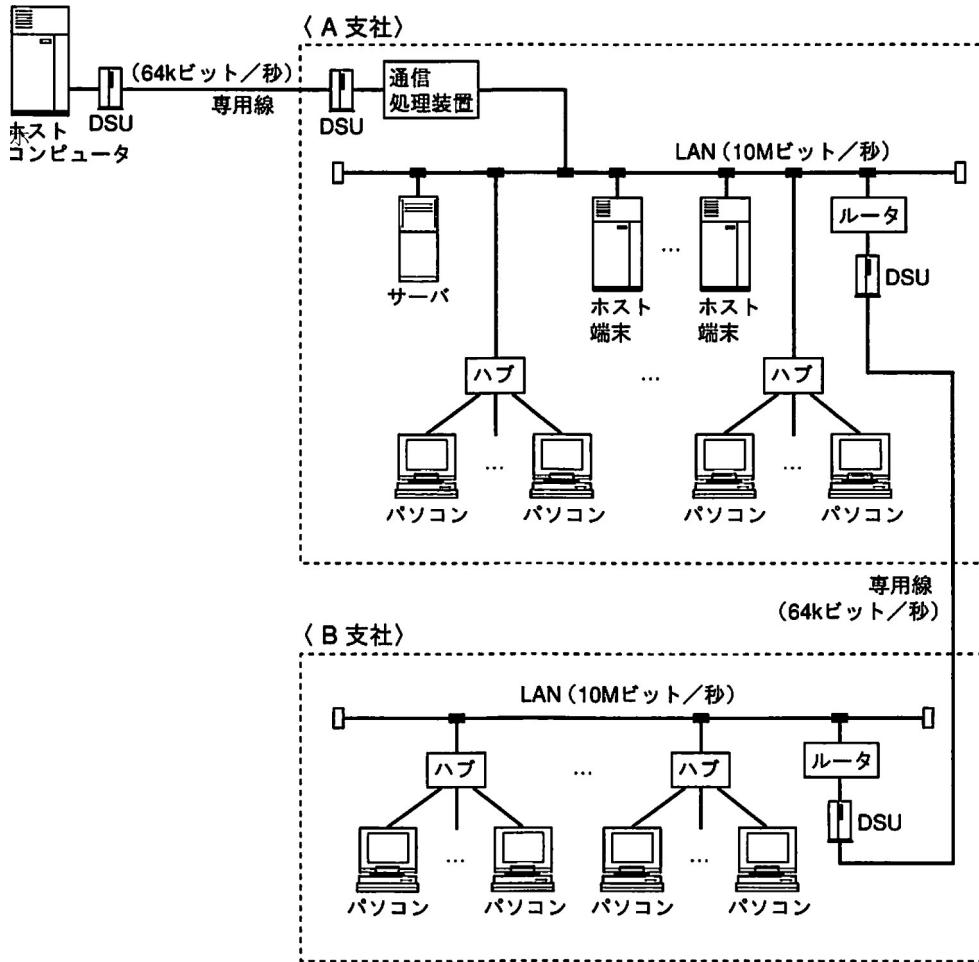 〈 A 支社〉
(64kビット／秒)
専用線
DSU
ホスト
コンピュータ
DSU
通信
処理装置
LAN (10Mビット／秒)
サーバ
ホスト
端末
…
ホスト
端末
ルータ
DSU
ハブ
…
ハブ
…
…
パソコン
パソコン
パソコン
パソコン
専用線
(64kビット／秒)
〈 B 支社〉
LAN (10Mビット／秒)
ハブ
…
ハブ
ルータ
DSU
…
…
パソコン
パソコン
パソコン
パソコン